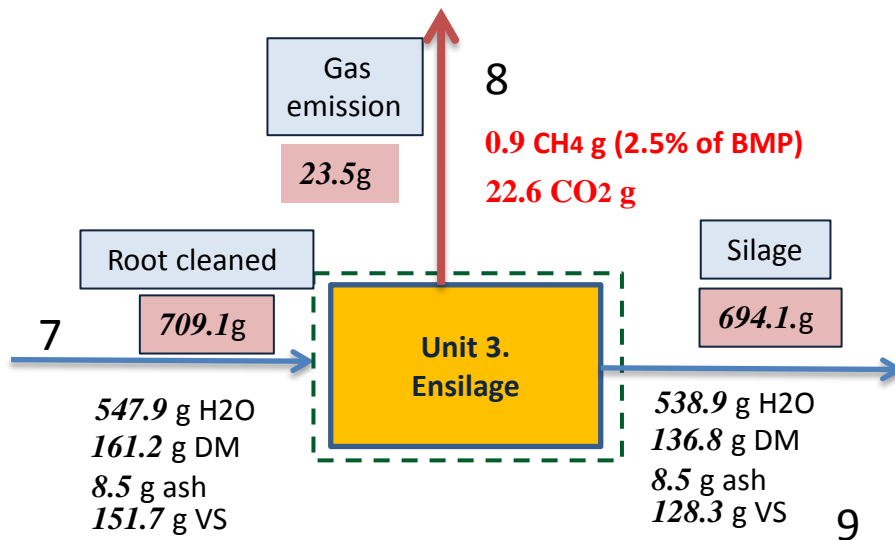 Gas
emission
23.5g
8
0.9 CH4 g (2.5% of BMP)
22.6 CO2 g
Root cleaned
709.1g
7
547.9 g H2O
161.2 g DM
8.5 g ash
151.7 g VS
Unit 3.
Ensilage
Silage
694.1.g
538.9 g H2O
136.8 g DM
8.5 g ash
128.3 g VS
9